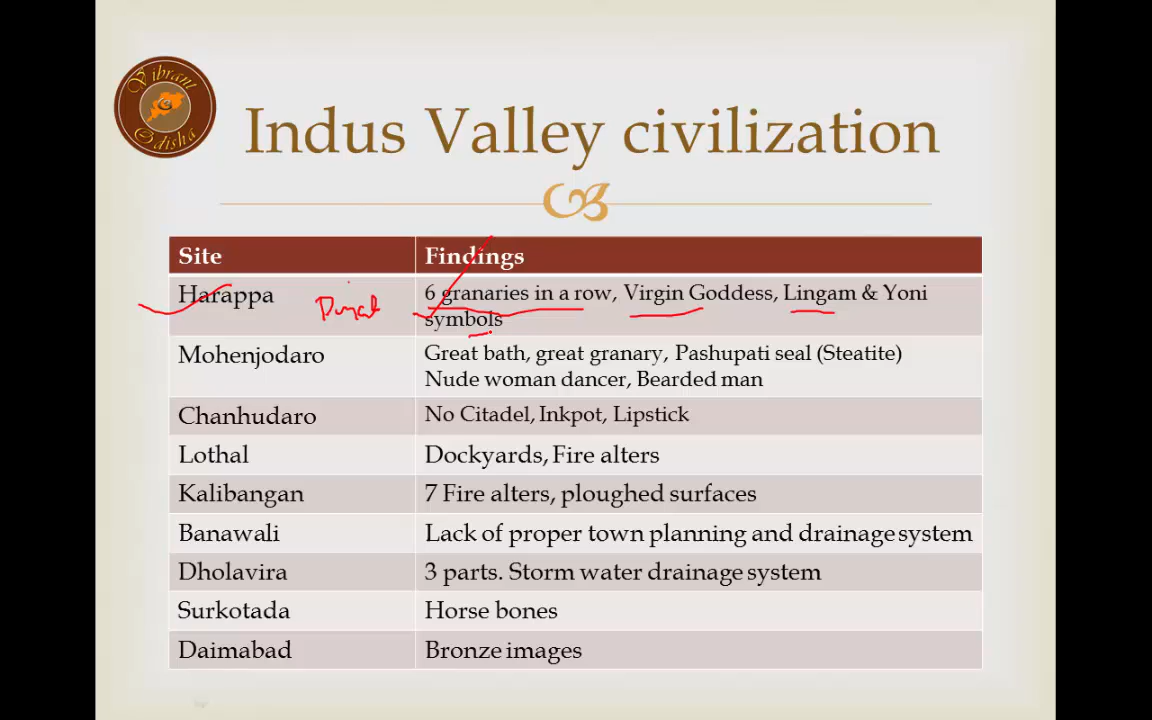 Vibrant
Odisha
Indus Valley civilization
Site Findings
Harappa Punjab 6 granaries in a row, Virgin Goddess, Lingam & Yoni
symbols
Mohenjodaro Great bath, great granary, Pashupati seal (Steatite)
Nude woman dancer, Bearded man
Chanhudaro No Citadel, Inkpot, Lipstick
Lothal Dockyards, Fire alters
Kalibangan 7 Fire alters, ploughed surfaces
Banawali Lack of proper town planning and drainage system
Dholavira 3 parts. Storm water drainage system
Surkotada Horse bones
Daimabad Bronze images